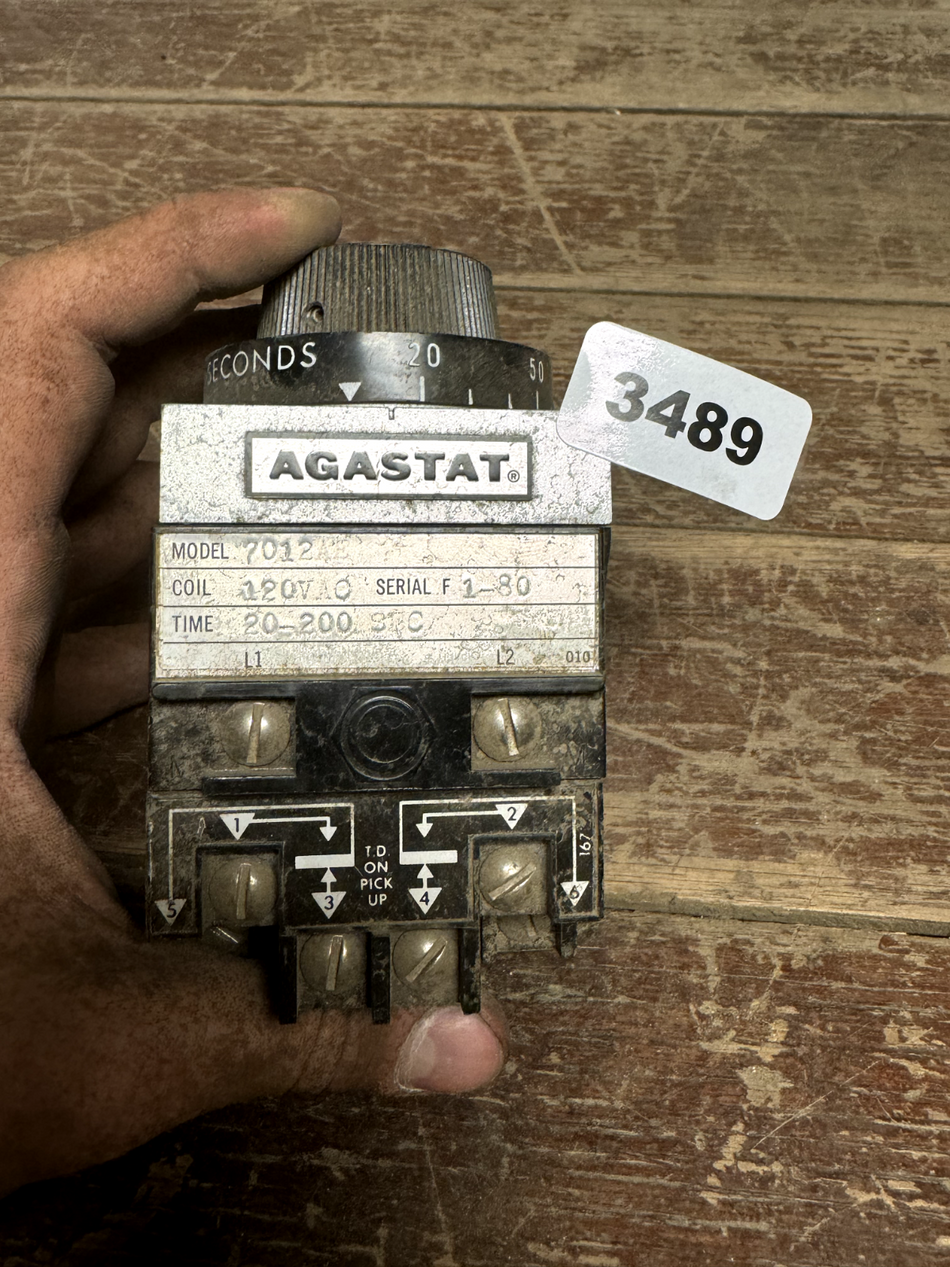 SECONDS 20 50
3489
AGASTAT®
MODEL 7012AE
COIL 120VAC SERIAL F 1-80
TIME 20-200 SEC
L1 L2 010
1 2
167
T.D.
ON
PICK
UP
5 3 4 6